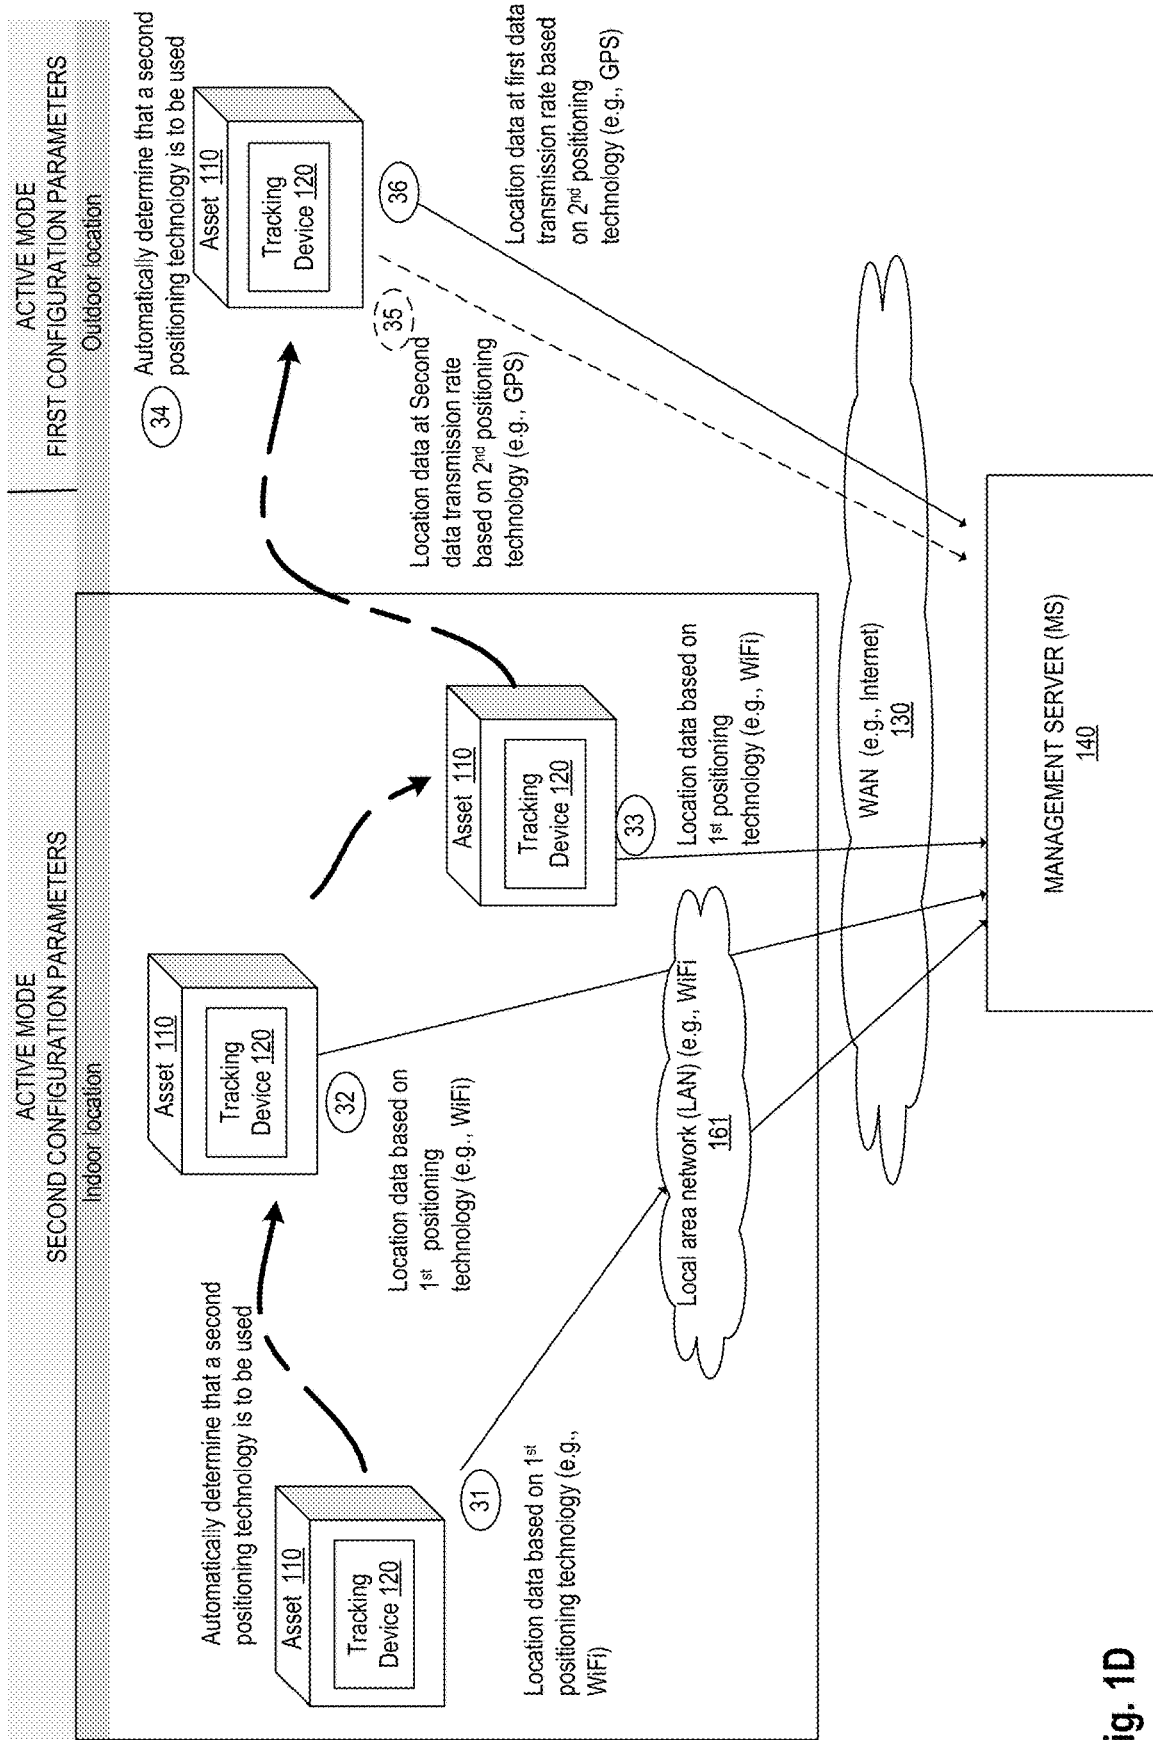 ACTIVE MODE
SECOND CONFIGURATION PARAMETERS
Indoor location
ACTIVE MODE
FIRST CONFIGURATION PARAMETERS
Outdoor location
Automatically determine that a second
positioning technology is to be used
Asset 110
Tracking
Device 120
31
Location data based on 1st
positioning technology (e.g.,
WiFi)
Asset 110
Tracking
Device 120
32
Location data based on
1st positioning
technology (e.g., WiFi)
Asset 110
Tracking
Device 120
33
Location data based on
1st positioning
technology (e.g., WiFi)
34
Automatically determine that a second
positioning technology is to be used
Asset 110
Tracking
Device 120
35
Location data at Second
data transmission rate
based on 2nd positioning
technology (e.g., GPS)
36
Location data at first data
transmission rate based
on 2nd positioning
technology (e.g., GPS)
Local area network (LAN) (e.g., WiFi
161
WAN (e.g., Internet)
130
MANAGEMENT SERVER (MS)
140
ig. 1D